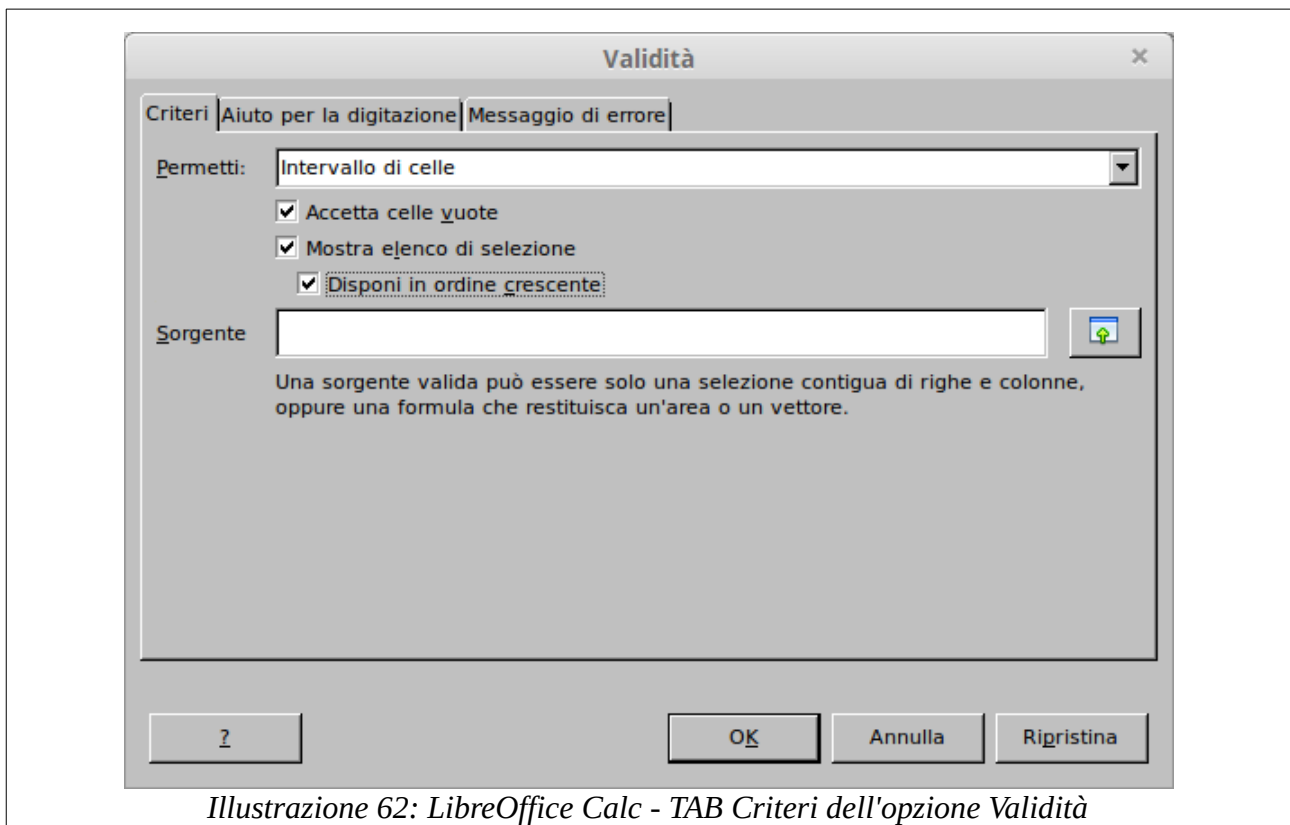 Validità
Criteri Aiuto per la digitazione Messaggio di errore
Permetti: Intervallo di celle
Accetta celle vuote
Mostra elenco di selezione
Disponi in ordine crescente
Sorgente
Una sorgente valida può essere solo una selezione contigua di righe e colonne,
oppure una formula che restituisca un'area o un vettore.
? OK Annulla Ripristina
Illustrazione 62: LibreOffice Calc - TAB Criteri dell'opzione Validità